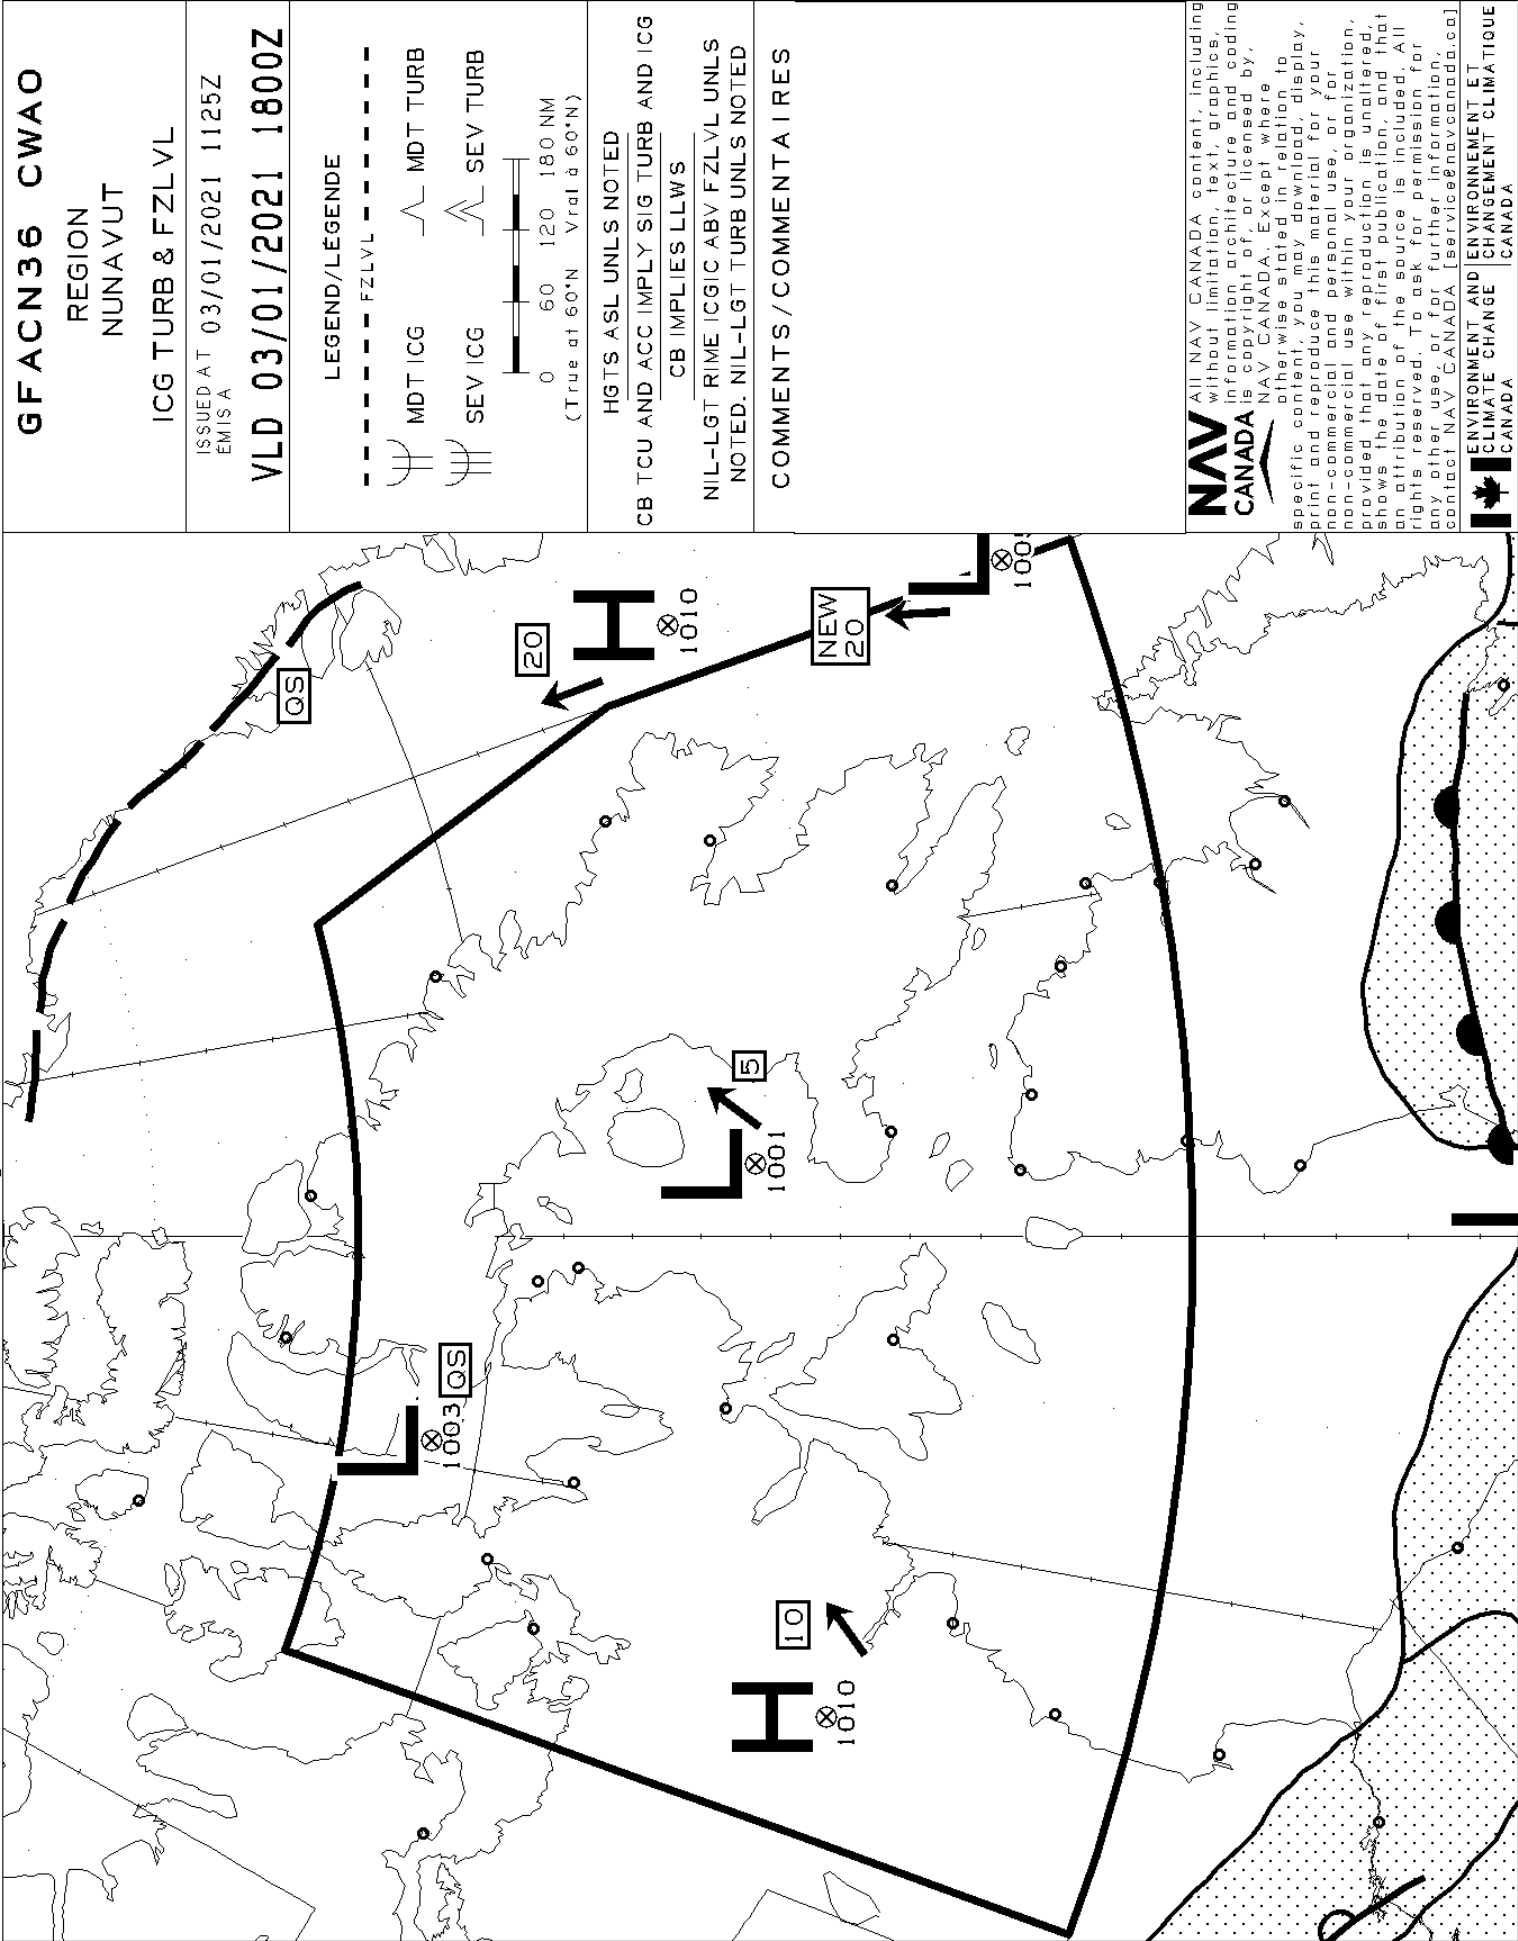 GFACN36 CWAO
REGION
NUNAVUT
ICG TURB & FZLVL
ISSUED AT 03/01/2021 1125Z
ÉMIS A
VLD 03/01/2021 1800Z
LEGEND/LÉGENDE
FZLVL
MDT ICG MDT TURB
SEV ICG SEV TURB
0 60 120 180 NM
(True at 60°N Vrai à 60°N)
HGTS ASL UNLS NOTED
CB TCU AND ACC IMPLY SIG TURB AND ICG
CB IMPLIES LLWS
NIL-LGT RIME ICGIC ABV FZLVL UNLS
NOTED. NIL-LGT TURB UNLS NOTED
COMMENTS/COMMENTAIRES
NAV
CANADA
All NAV CANADA content, including
without limitation, text, graphics,
information architecture and coding
is copyright of, or licensed by,
NAV CANADA. Except where
otherwise stated in relation to
specific content, you may download, display,
print and reproduce this material for your
non-commercial and personal use, or for
non-commercial use within your organization,
provided that any reproduction is unaltered,
shows the date of first publication, and that
an attribution of the source is included. All
rights reserved. To ask for permission for
any other use, or for further information,
contact NAV CANADA [service@navcanada.ca]
ENVIRONMENT AND
CLIMATE CHANGE
CANADA
ENVIRONNEMENT ET
CHANGEMENT CLIMATIQUE
CANADA
QS
L
1003
QS
20
H
1010
L
1001
5
H
1010
10
NEW
20
L
100